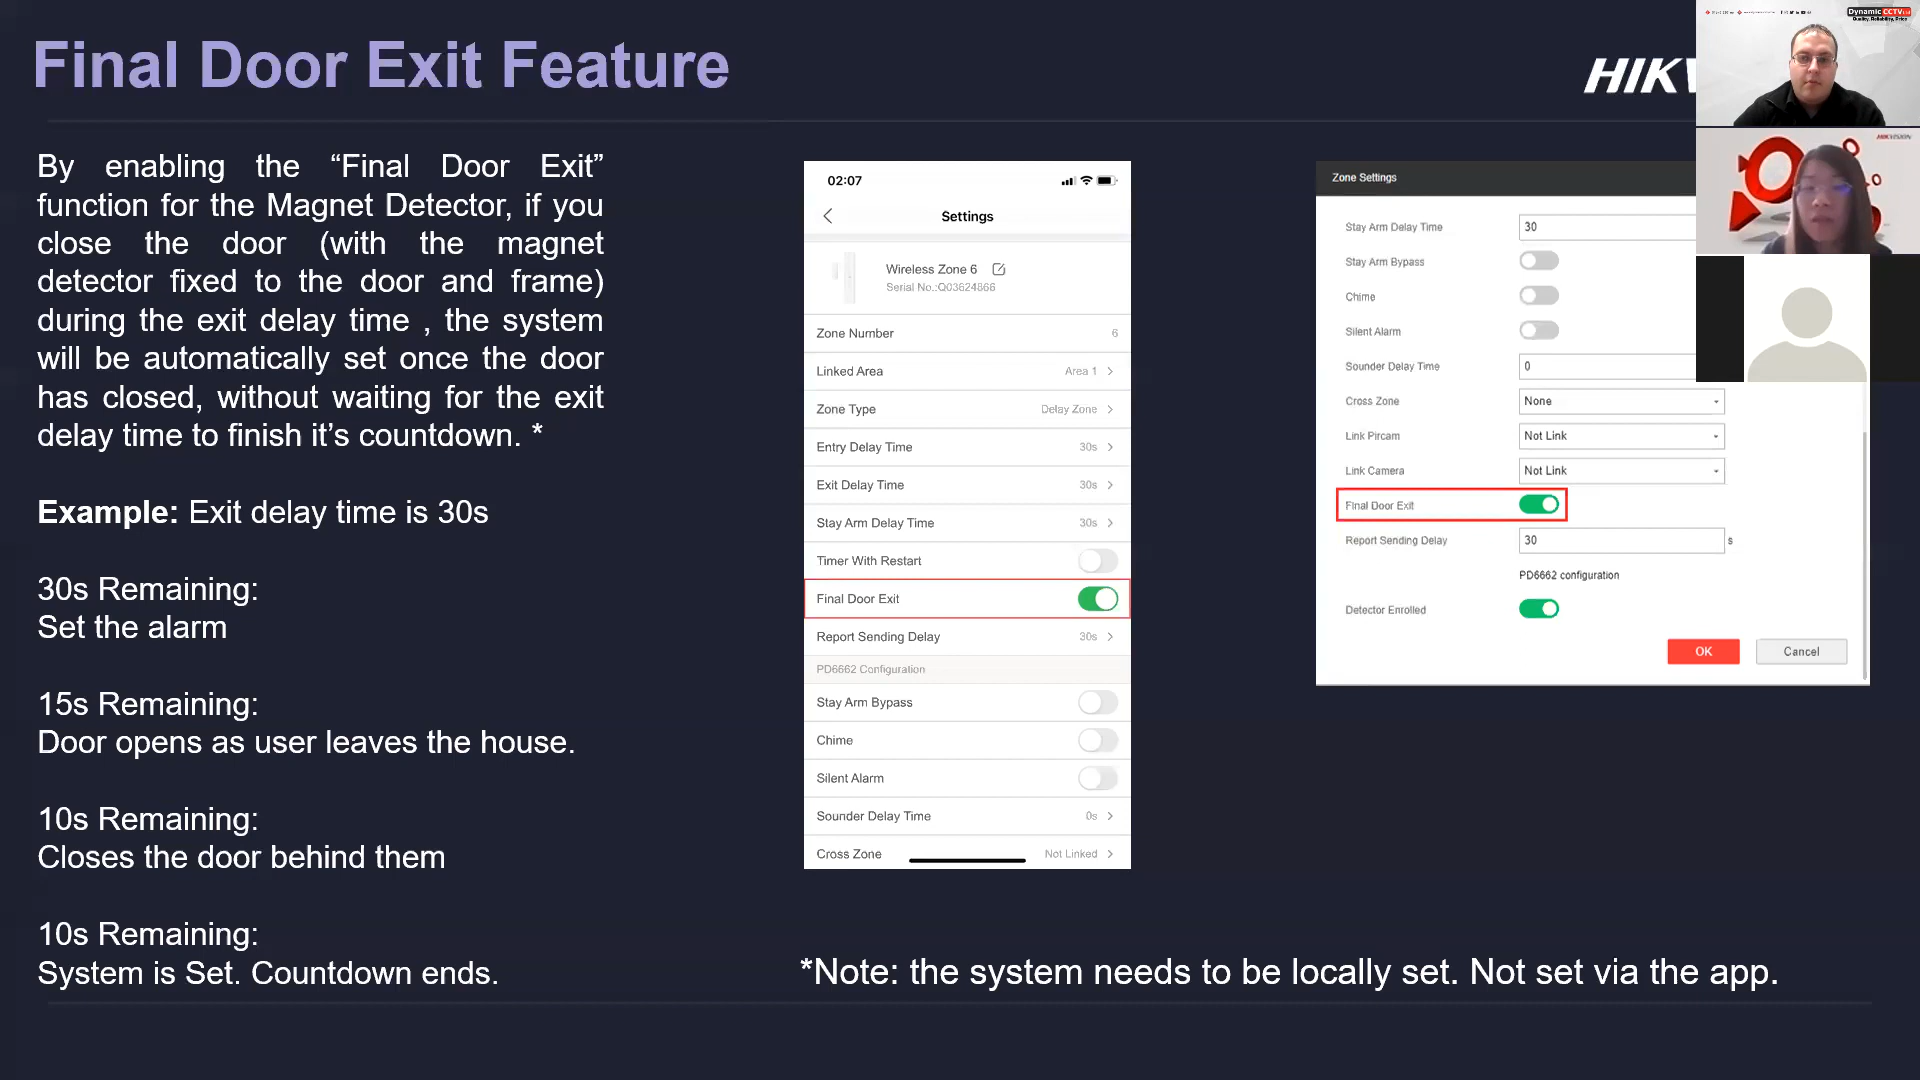 Final Door Exit Feature
HIKV
By enabling the “Final Door Exit”
function for the Magnet Detector, if you
close the door (with the magnet
detector fixed to the door and frame)
during the exit delay time , the system
will be automatically set once the door
has closed, without waiting for the exit
delay time to finish it’s countdown. *
Example: Exit delay time is 30s
30s Remaining:
Set the alarm
15s Remaining:
Door opens as user leaves the house.
10s Remaining:
Closes the door behind them
10s Remaining:
System is Set. Countdown ends.
02:07
Settings
Wireless Zone 6
Serial No.:Q03624866
Zone Number 6
Linked Area Area 1
Zone Type Delay Zone
Entry Delay Time 30s
Exit Delay Time 30s
Stay Arm Delay Time 30s
Timer With Restart
Final Door Exit
Report Sending Delay 30s
PD6662 Configuration
Stay Arm Bypass
Chime
Silent Alarm
Sounder Delay Time 0s
Cross Zone Not Linked
Zone Settings
Stay Arm Delay Time 30
Stay Arm Bypass
Chime
Silent Alarm
Sounder Delay Time 0
Cross Zone None
Link Pircam Not Link
Link Camera Not Link
Final Door Exit
Report Sending Delay 30 s
PD6662 configuration
Detector Enrolled
OK Cancel
*Note: the system needs to be locally set. Not set via the app.
Dynamic CCTV
Quality, Reliability, Price
HIKVISION